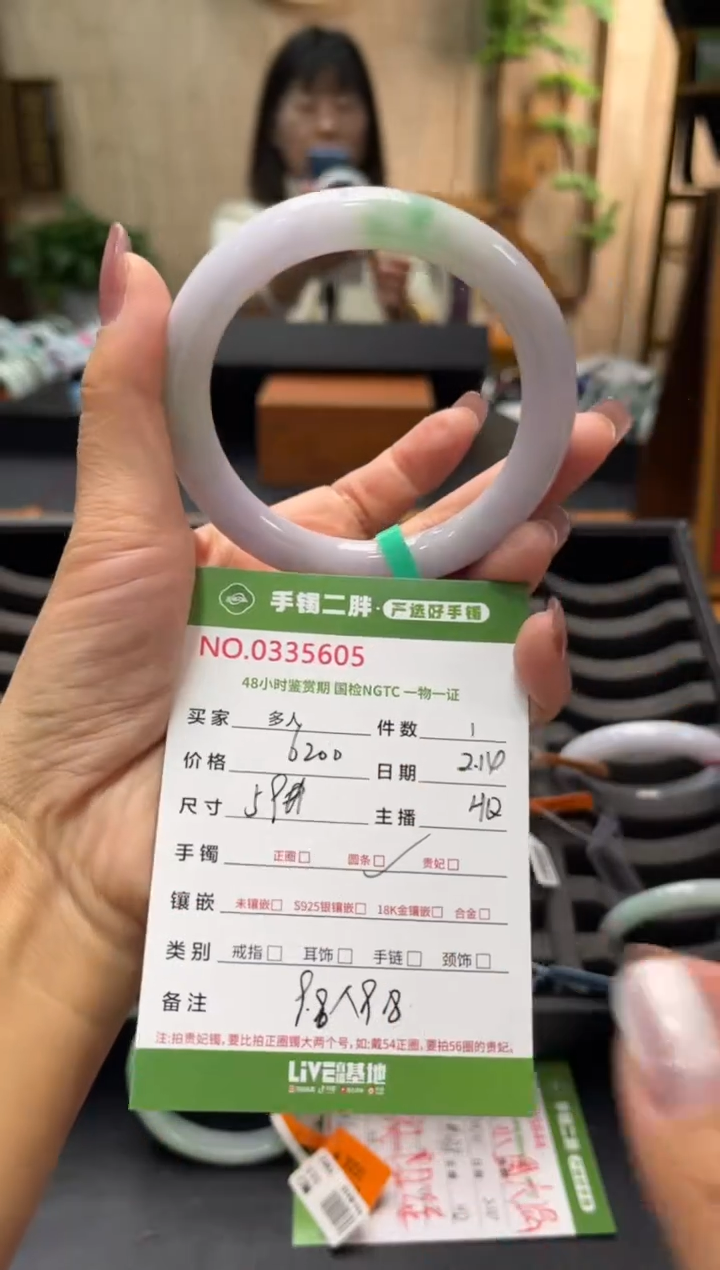 手镯二胖·严选好手镯
NO.0335605
48小时鉴赏期 国检NGTC 一物一证
买家 多人 件数 1
价格 6200 日期 2.14
尺寸 59 主播
手镯 正圈 圆条 贵妃
镶嵌 未镶嵌 S925银镶嵌 18K金镶嵌 合金
类别 戒指 耳饰 手链 颈饰
备注 9.8
注:拍贵妃镯,要比拍正圈镯大两个号,如:戴54正圈,要拍56圈的贵妃。
LIVE 基地